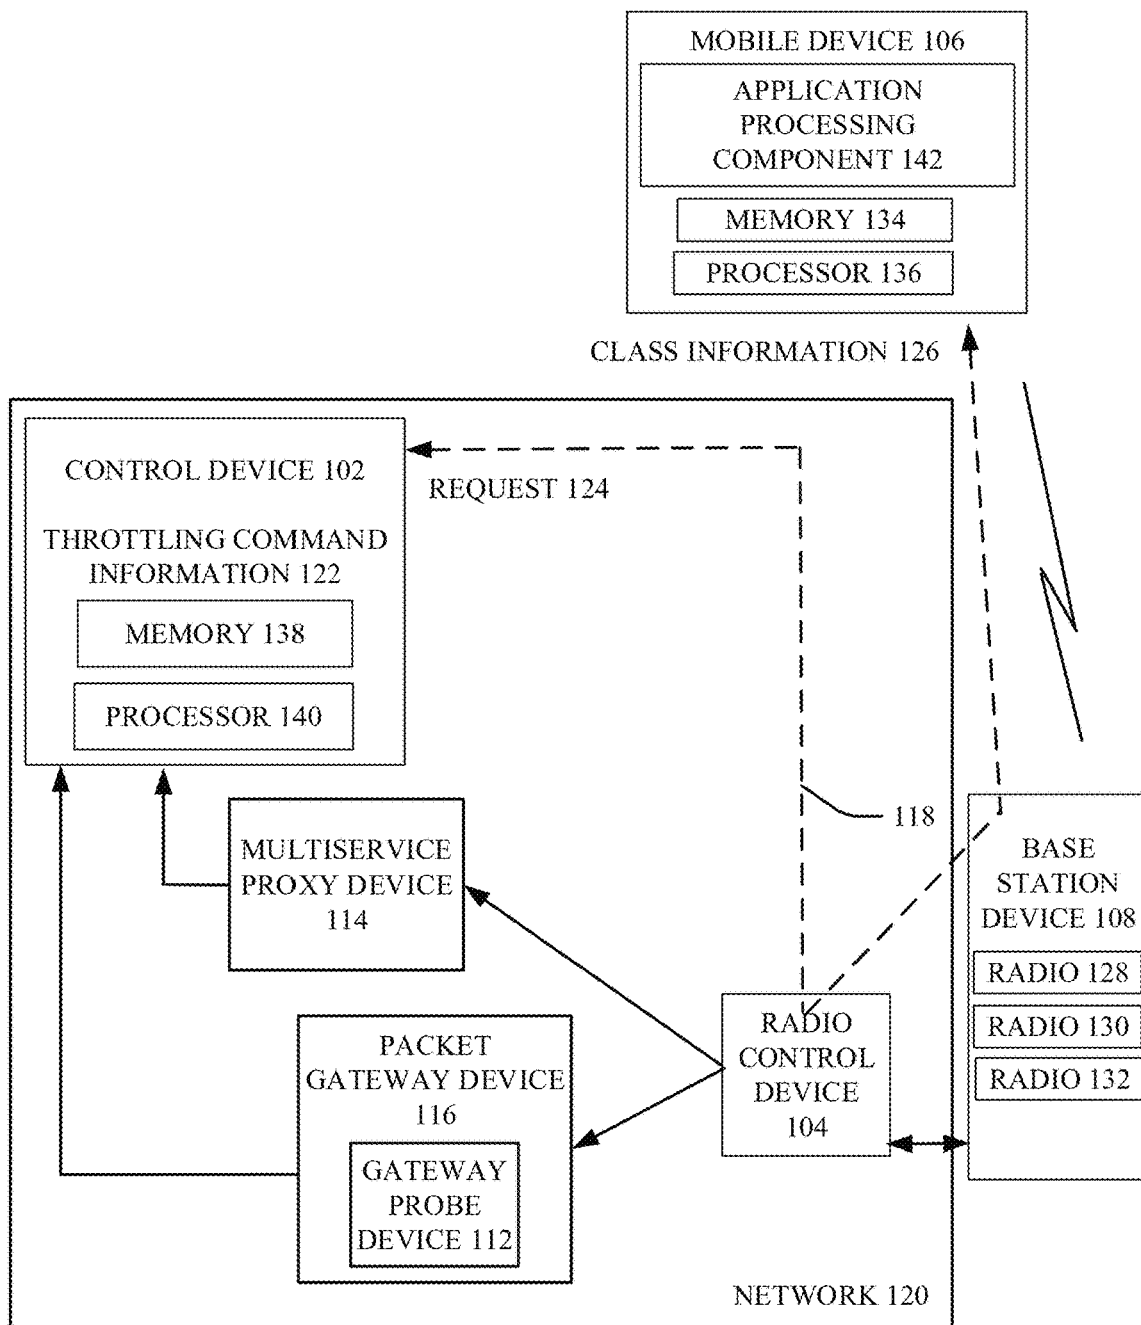 MOBILE DEVICE 106
APPLICATION
PROCESSING
COMPONENT 142
MEMORY 134
PROCESSOR 136
CLASS INFORMATION 126
CONTROL DEVICE 102
REQUEST 124
THROTTLING COMMAND
INFORMATION 122
MEMORY 138
PROCESSOR 140
118
MULTISERVICE
PROXY DEVICE
114
BASE
STATION
DEVICE 108
RADIO 128
RADIO 130
RADIO 132
RADIO
CONTROL
DEVICE
104
PACKET
GATEWAY DEVICE
116
GATEWAY
PROBE
DEVICE 112
NETWORK 120